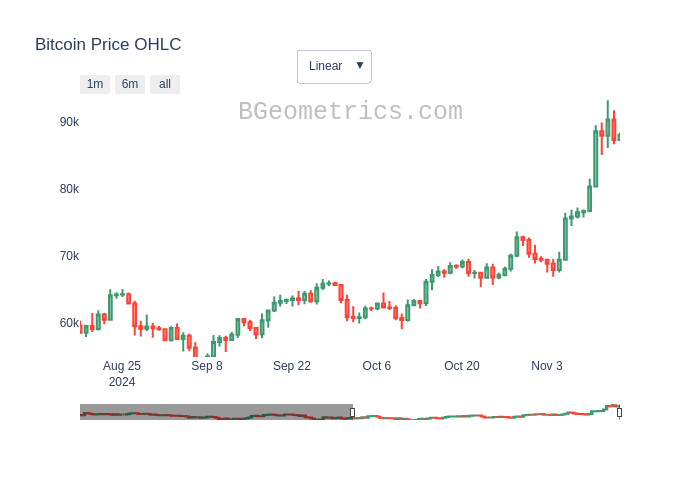 Bitcoin Price OHLC
Linear ▼
1m 6m all
BGeometrics.com
90k
80k
70k
60k
Aug 25 Sep 8 Sep 22 Oct 6 Oct 20 Nov 3
2024